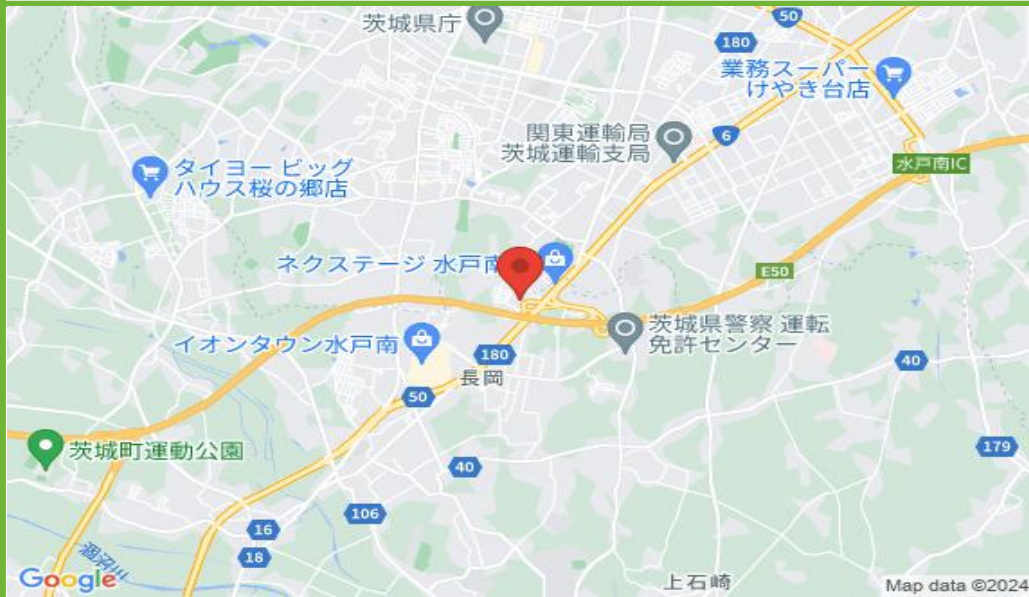 茨城県庁
50
180
業務スーパー
けやき台店
関東運輸局
茨城運輸支局
6
水戸南IC
タイヨー ビッグ
ハウス桜の郷店
ネクステージ 水戸南
E50
茨城県警察 運転
免許センター
イオンタウン水戸南
180
長岡
40
50
茨城町運動公園
179
40
106
16
18
涸沼川
Google
上石崎
Map data ©2024